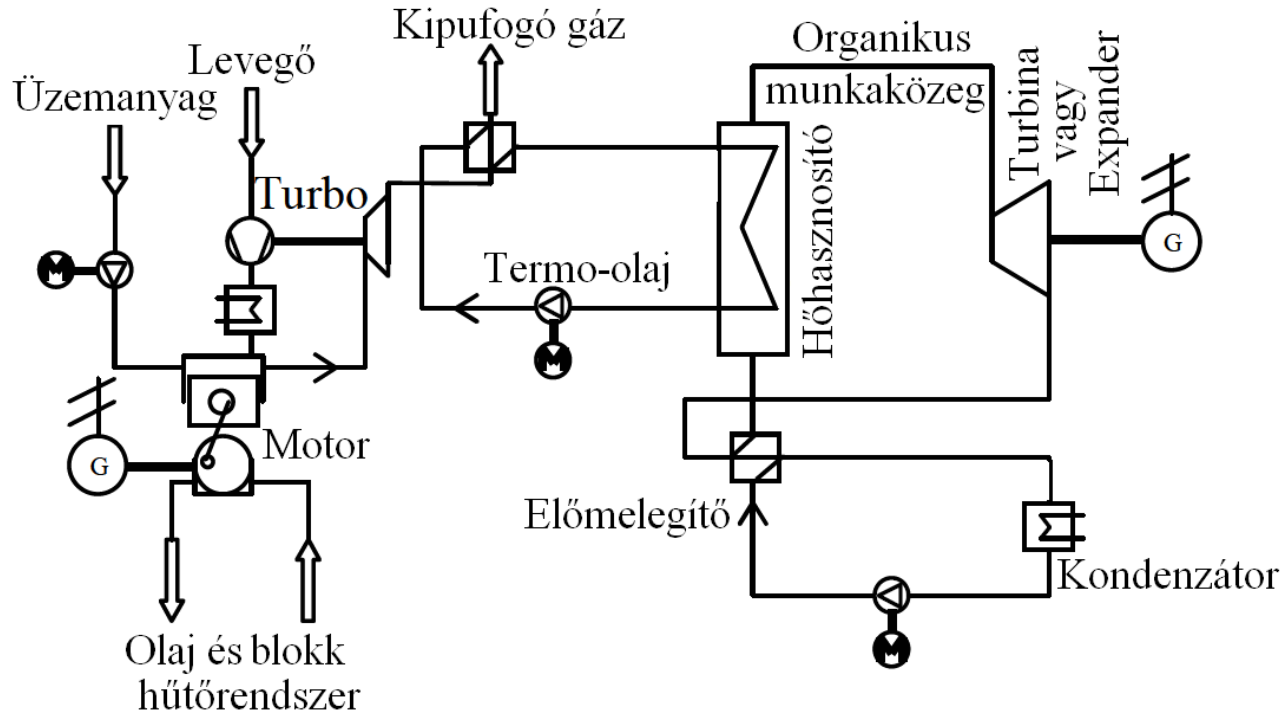 Kipufogó gáz
Levegő
Üzemanyag
Organikus
munkaközeg
Turbina
vagy
Expander
Turbo
Hőhasznosító
G
M
Termo-olaj
M
Motor
G
Előmelegítő
Kondenzátor
M
Olaj és blokk
hűtőrendszer